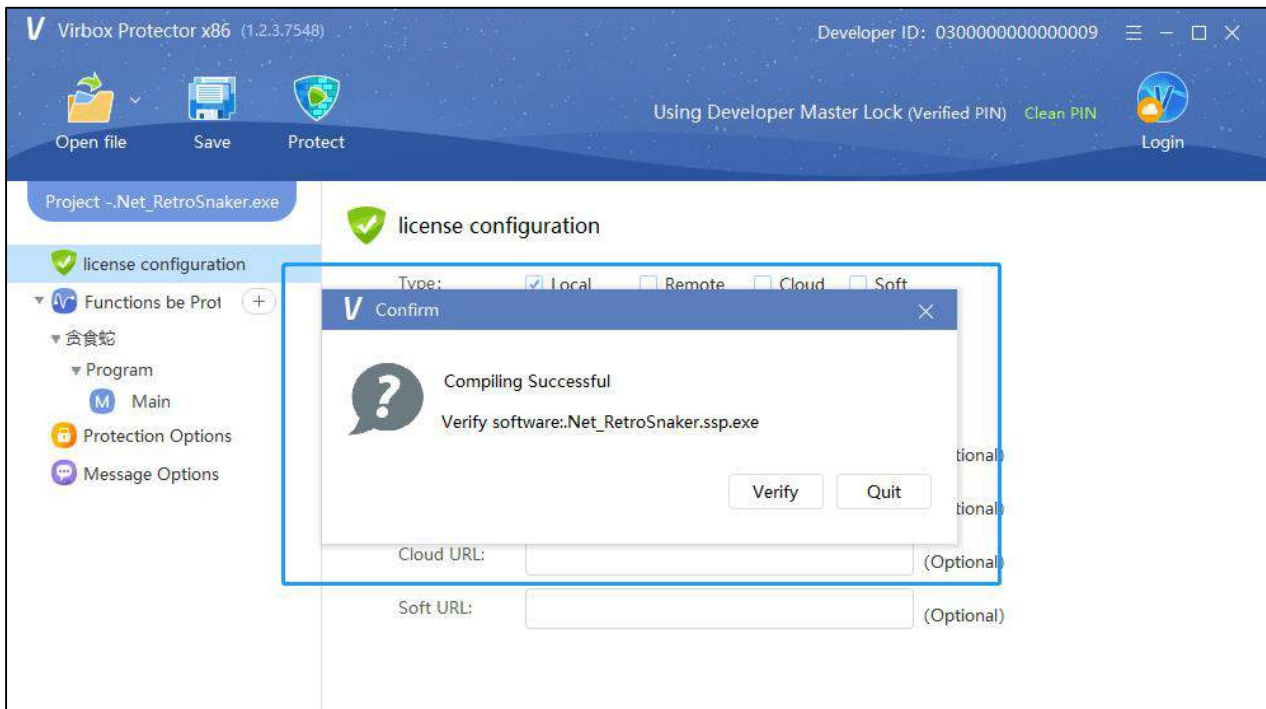 V Virbox Protector x86 (1.2.3.7548)
Developer ID: 0300000000000009
Open file
Save
Protect
Using Developer Master Lock (Verified PIN) Clean PIN
Login
Project -.Net_RetroSnaker.exe
license configuration
Functions be Prot
贪食蛇
Program
M Main
Protection Options
Message Options
license configuration
Type: Local Remote Cloud Soft
V Confirm
Compiling Successful
Verify software:.Net_RetroSnaker.ssp.exe
Verify Quit
tional)
tional)
Cloud URL: (Optional)
Soft URL: (Optional)